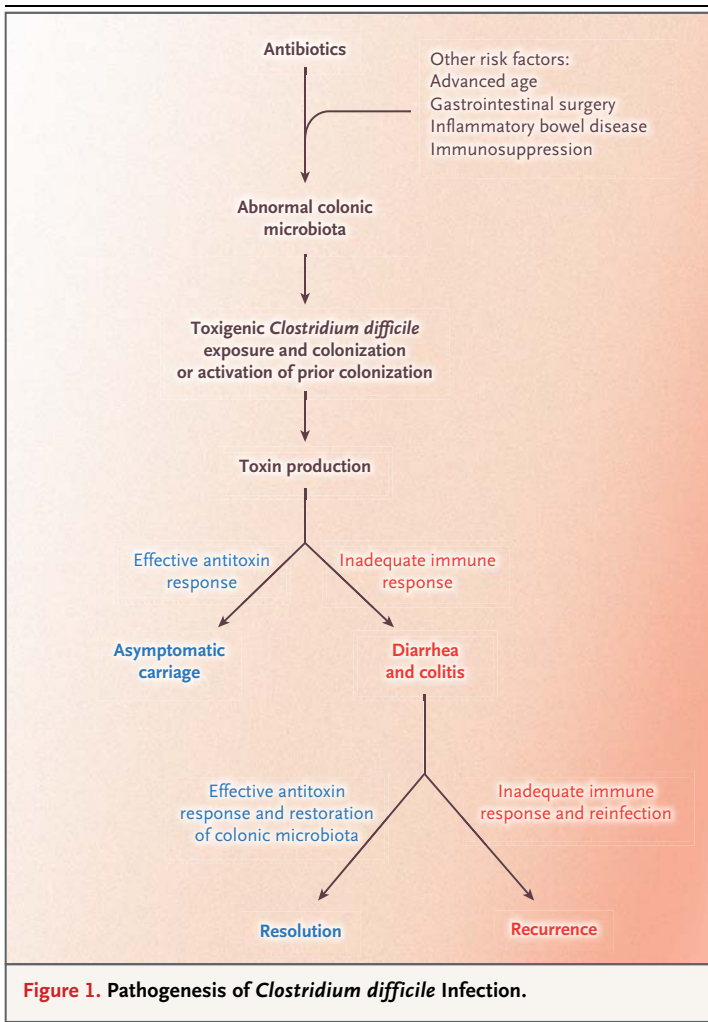 Antibiotics
Other risk factors:
Advanced age
Gastrointestinal surgery
Inflammatory bowel disease
Immunosuppression
Abnormal colonic
microbiota
Toxigenic Clostridium difficile
exposure and colonization
or activation of prior colonization
Toxin production
Effective antitoxin
response
Inadequate immune
response
Asymptomatic
carriage
Diarrhea
and colitis
Effective antitoxin
response and restoration
of colonic microbiota
Inadequate immune
response and reinfection
Resolution
Recurrence
Figure 1. Pathogenesis of Clostridium difficile Infection.